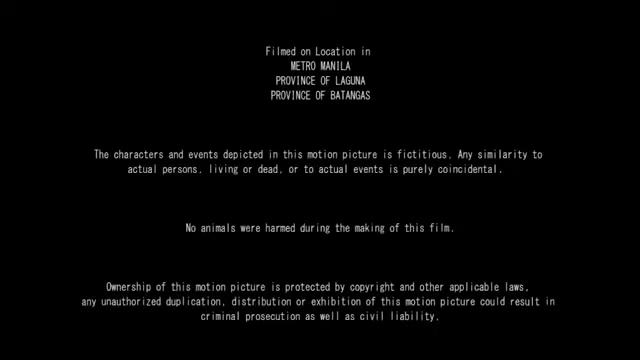 Filmed on Location in
METRO MANILA
PROVINCE OF LAGUNA
PROVINCE OF BATANGAS
The characters and events depicted in this motion picture is fictitious. Any similarity to
actual persons, living or dead, or to actual events is purely coincidental.
No animals were harmed during the making of this film.
Ownership of this motion picture is protected by copyright and other applicable laws,
any unauthorized duplication, distribution or exhibition of this motion picture could result in
criminal prosecution as well as civil liability.